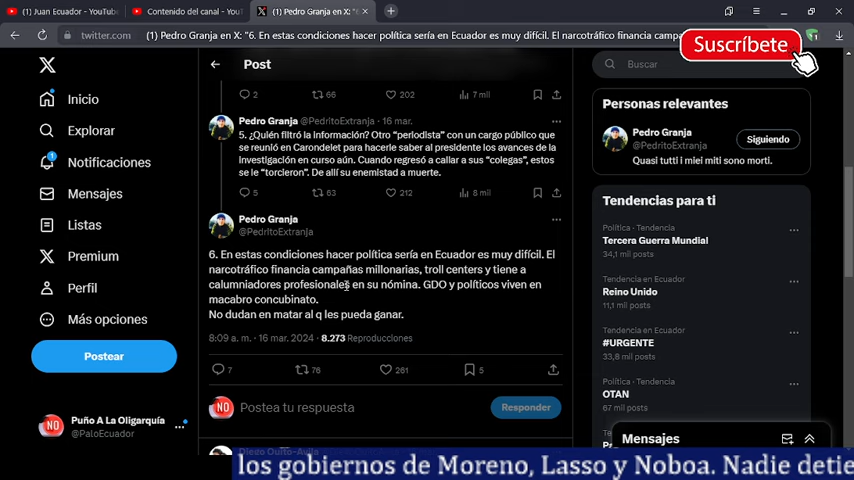 (1) Juan Ecuador - YouTube
Contenido del canal - YouT
(1) Pedro Granja en X: "6. E
twitter.com
(1) Pedro Granja en X: "6. En estas condiciones hacer política sería en Ecuador es muy difícil. El narcotráfico financia campa
Suscríbete
Post
Buscar
Inicio
Explorar
1
Notificaciones
Mensajes
Listas
Premium
Perfil
Más opciones
Postear
Puño A La Oligarquía
@PaloEcuador
2
66
202
7 mil
Pedro Granja @PedritoExtranja · 16 mar.
5. ¿Quién filtró la información? Otro “periodista” con un cargo público que
se reunió en Carondelet para hacerle saber al presidente los avances de la
investigación en curso aún. Cuando regresó a callar a sus “colegas”, estos
se le “torcieron”. De allí su enemistad a muerte.
5
63
212
8 mil
Pedro Granja
@PedritoExtranja
6. En estas condiciones hacer política sería en Ecuador es muy difícil. El
narcotráfico financia campañas millonarias, troll centers y tiene a
calumniadores profesionales en su nómina. GDO y políticos viven en
macabro concubinato.
No dudan en matar al q les pueda ganar.
8:09 a. m. · 16 mar. 2024 · 8.273 Reproducciones
7
76
261
5
NO
Postea tu respuesta
Responder
Diego Ortiz-Avila
Personas relevantes
Pedro Granja
@PedritoExtranja
Siguiendo
Quasi tutti i miei miti sono morti.
Tendencias para ti
Política · Tendencia
Tercera Guerra Mundial
34,1 mil posts
Tendencia en Ecuador
Reino Unido
11,1 mil posts
Tendencia en Ecuador
#URGENTE
33,8 mil posts
Política · Tendencia
OTAN
67 mil posts
Mensajes
los gobiernos de Moreno, Lasso y Noboa. Nadie detie